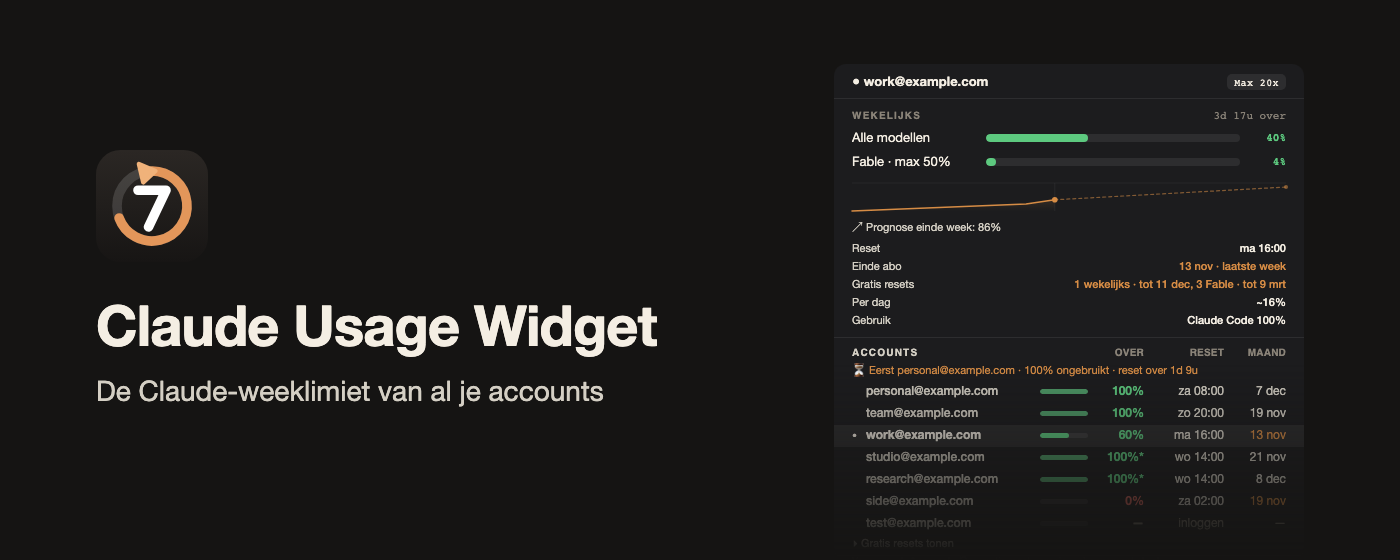 7
Claude Usage Widget
De Claude-weeklimiet van al je accounts
• work@example.com Max 20x
WEKELIJKS 3d 17u over
Alle modellen 40%
Fable · max 50% 4%
↗ Prognose einde week: 86%
Reset ma 16:00
Einde abo 13 nov · laatste week
Gratis resets 1 wekelijks · tot 11 dec, 3 Fable · tot 9 mrt
Per dag ~16%
Gebruik Claude Code 100%
ACCOUNTS OVER RESET MAAND
⏳ Eerst personal@example.com · 100% ongebruikt · reset over 1d 9u
personal@example.com 100% za 08:00 7 dec
team@example.com 100% zo 20:00 19 nov
• work@example.com 60% ma 16:00 13 nov
studio@example.com 100%* wo 14:00 21 nov
research@example.com 100%* wo 14:00 8 dec
side@example.com 0% za 02:00 19 nov
test@example.com — inloggen —
Gratis resets tonen